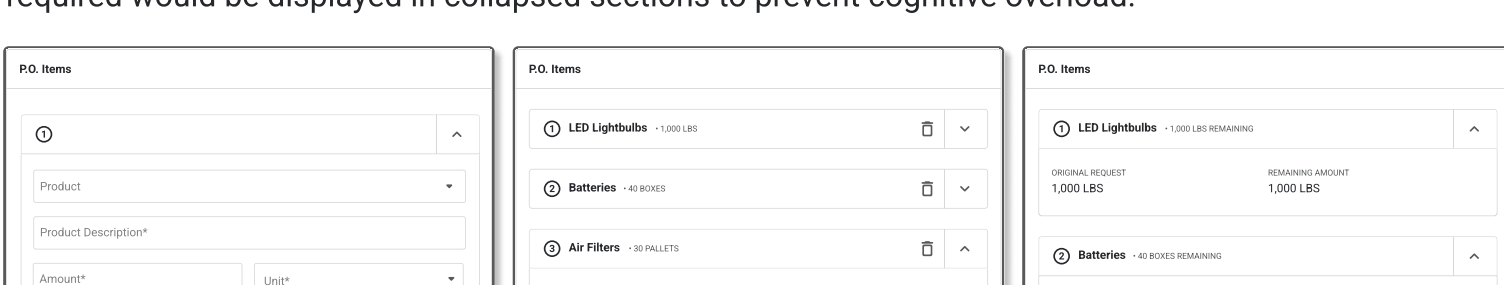 required would be displayed in collapsed sections to prevent cognitive overload.
P.O. Items
1
Product
Product Description*
Amount*
Unit*
P.O. Items
1 LED Lightbulbs • 1,000 LBS
2 Batteries • 40 BOXES
3 Air Filters • 30 PALLETS
P.O. Items
1 LED Lightbulbs • 1,000 LBS REMAINING
ORIGINAL REQUEST
1,000 LBS
REMAINING AMOUNT
1,000 LBS
2 Batteries • 40 BOXES REMAINING